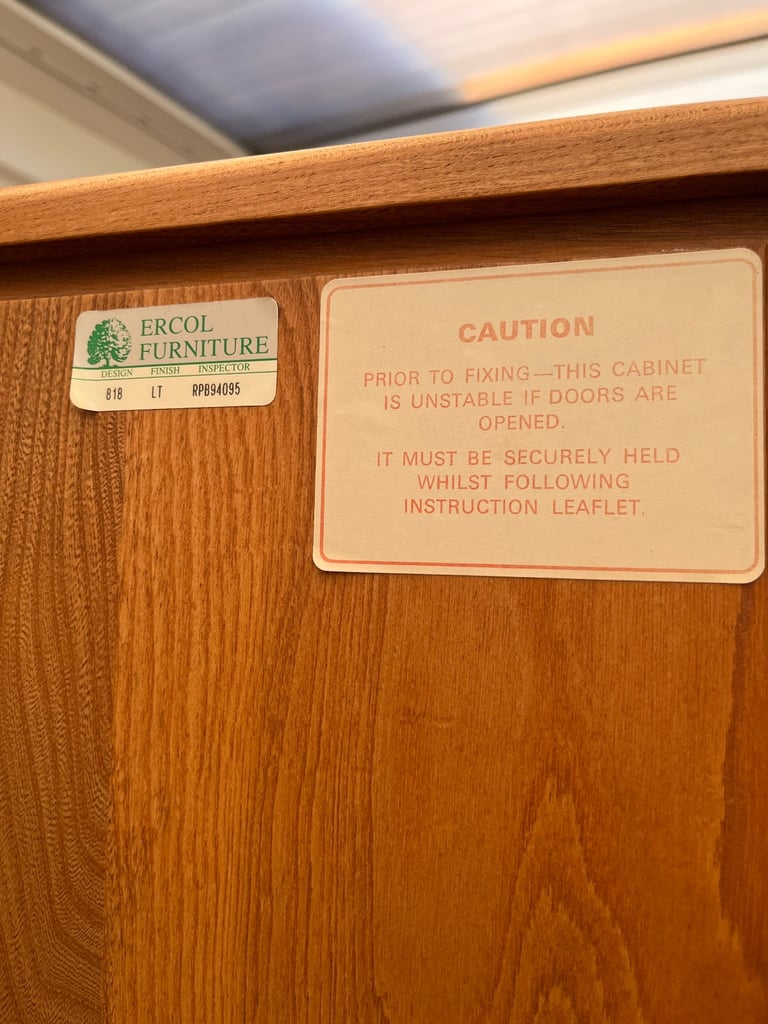 ERCOL
FURNITURE
DESIGN FINISH INSPECTOR
818 LT RPB94095
CAUTION
PRIOR TO FIXING—THIS CABINET
IS UNSTABLE IF DOORS ARE
OPENED.
IT MUST BE SECURELY HELD
WHILST FOLLOWING
INSTRUCTION LEAFLET.